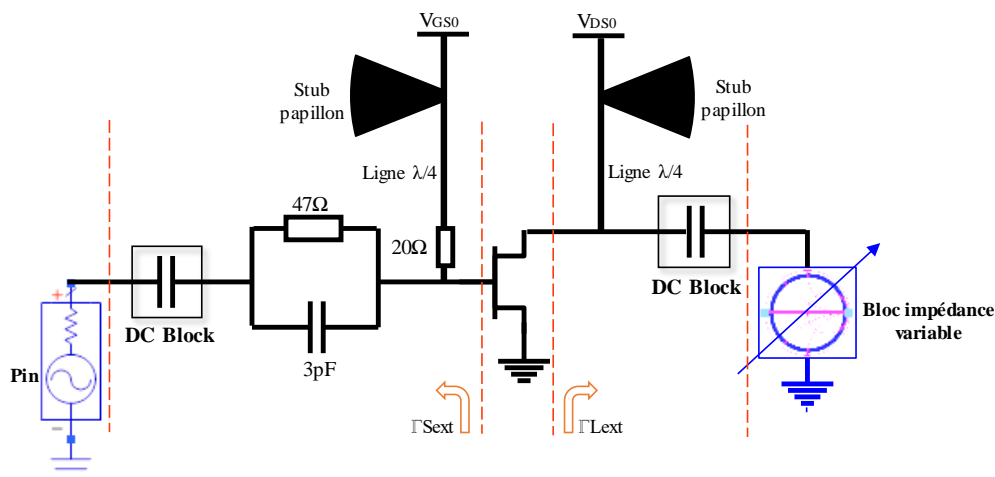 VGS0
VDS0
Stub
papillon
Stub
papillon
Ligne λ/4
Ligne λ/4
47Ω
20Ω
DC Block
3pF
DC Block
Bloc impédance
variable
+
Pin
−
ΓSext
ΓLext